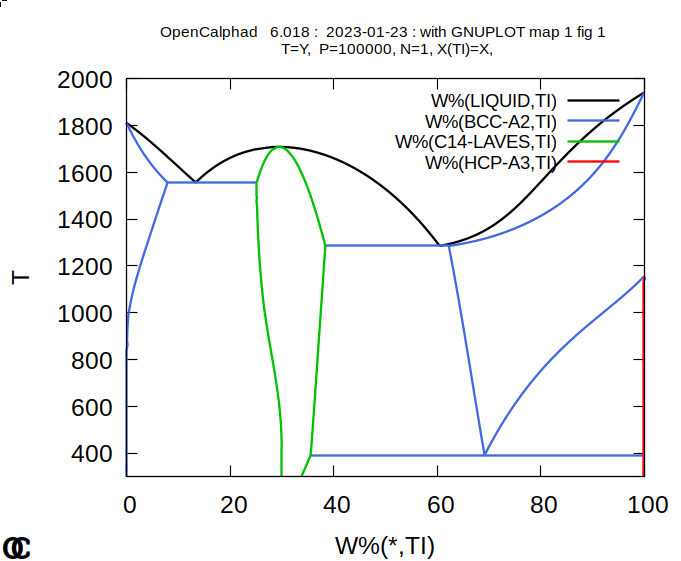 OpenCalphad 6.018 : 2023-01-23 : with GNUPLOT map 1 fig 1
T=Y, P=100000, N=1, X(TI)=X,
2000
1800
1600
1400
1200
1000
800
600
400
W%(LIQUID,TI)
W%(BCC-A2,TI)
W%(C14-LAVES,TI)
W%(HCP-A3,TI)
T
0 20 40 60 80 100
W%(*,TI)
OC